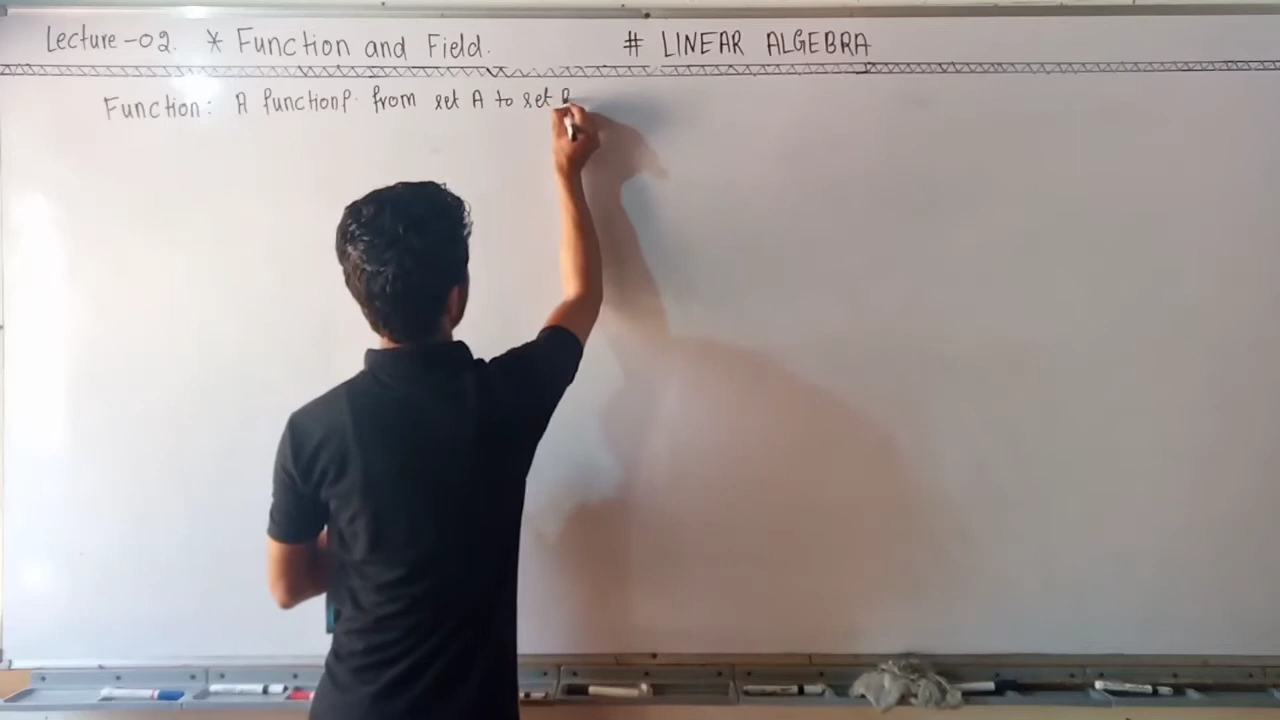 Lecture-02. * Function and Field. # LINEAR ALGEBRA
Function: A function f. from set A to set B